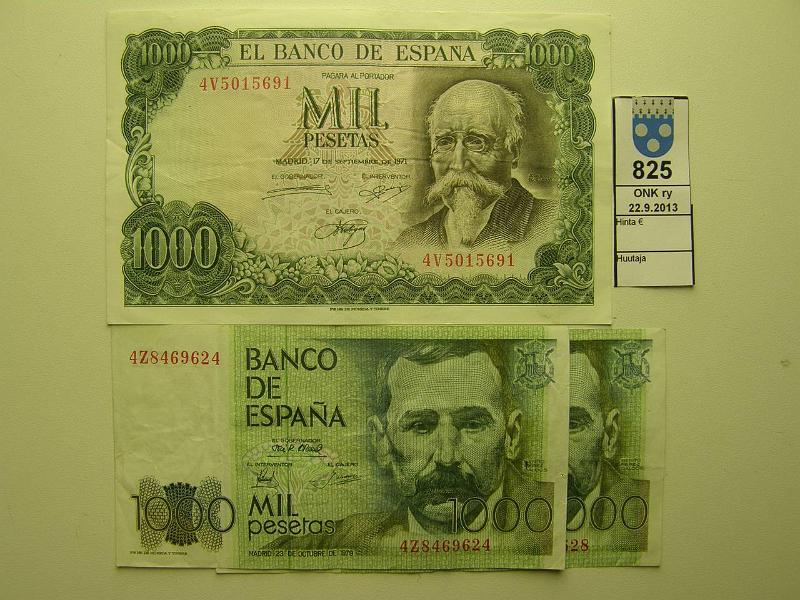 1000 EL BANCO DE ESPAÑA 1000
4V5015691
PAGARA AL PORTADOR
MIL
PESETAS
MADRID, 17 DE SEPTIEMBRE DE 1971
EL GOBERNADOR, EL INTERVENTOR,
EL CAJERO,
1000
4V5015691
825
ONK ry
22.9.2013
Hinta €
Huutaja
4Z8469624
BANCO
DE
ESPAÑA
EL GOBERNADOR
EL INTERVENTOR EL CAJERO
1000
MIL
pesetas
1000
000
4Z8469624
628
MADRID 23 DE OCTUBRE DE 1979